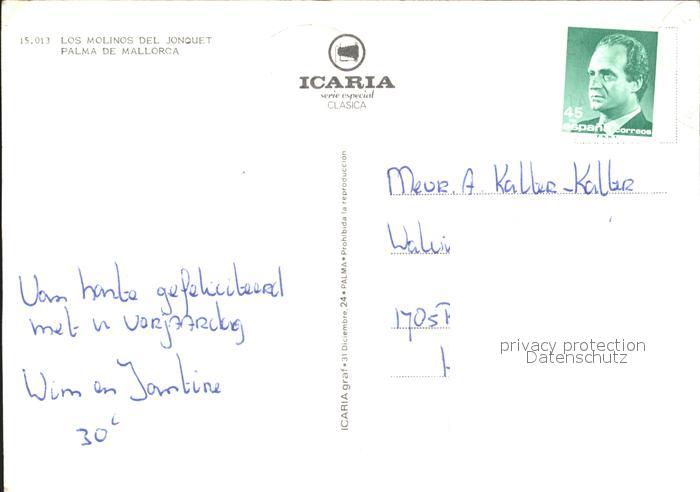 15.013 LOS MOLINOS DEL JONQUET
PALMA DE MALLORCA
ICARIA
serie especial
CLASICA
45
españa correos
ICARIA graf • 31 Diciembre, 24 • PALMA • Prohibida la reproducción
Mevr. A. Kalter-Kalter
1705
privacy protection
Datenschutz
Van harte gefeliciteerd
met u verjaardag
Wim en Jantine
30